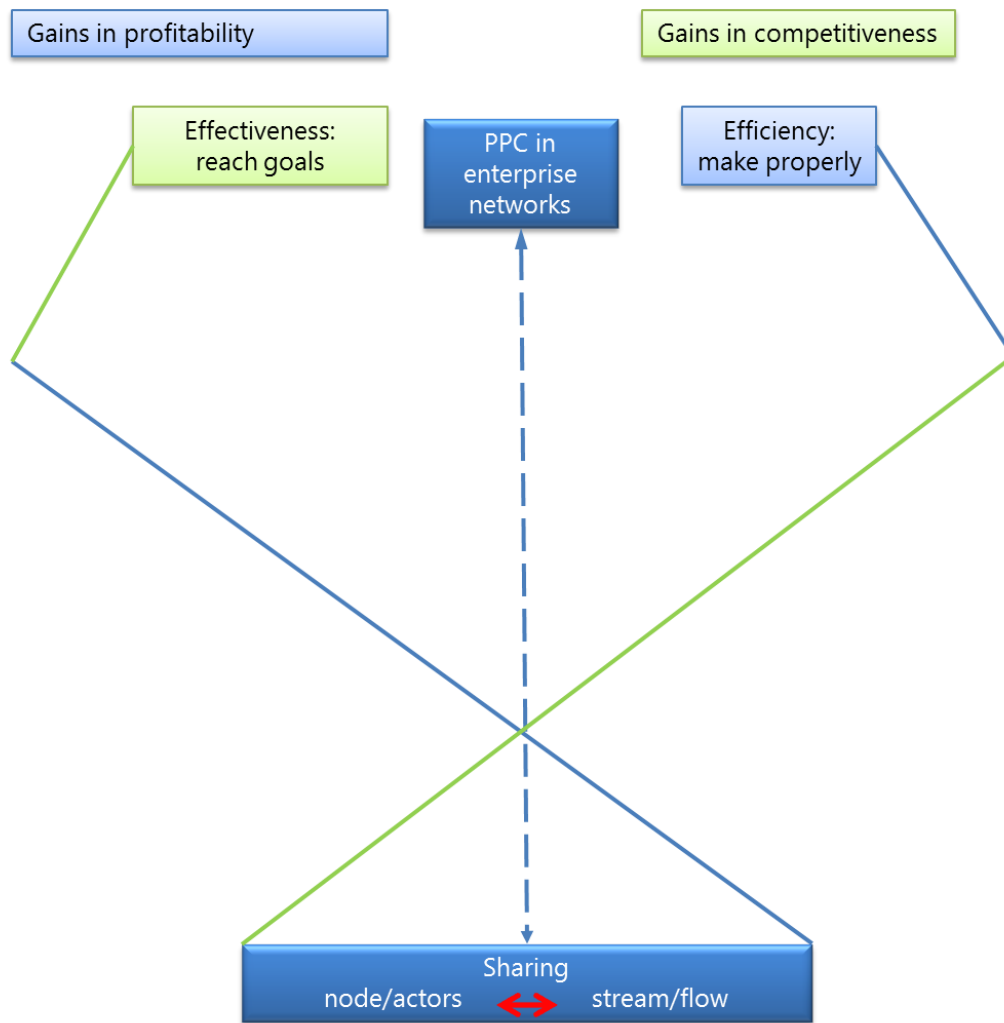 Gains in profitability
Gains in competitiveness
Effectiveness:
reach goals
PPC in
enterprise
networks
Efficiency:
make properly
Sharing
node/actors stream/flow